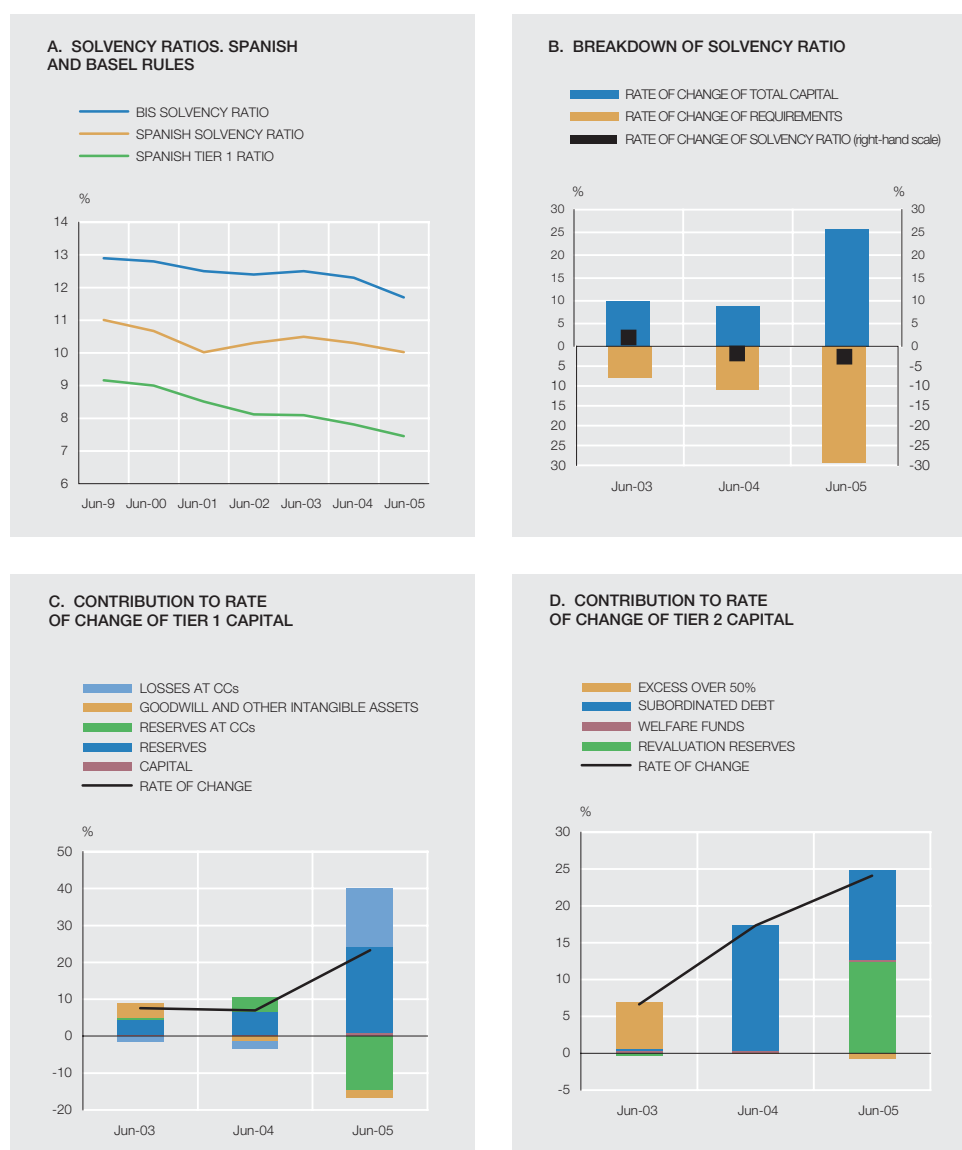 A. SOLVENCY RATIOS. SPANISH
AND BASEL RULES
BIS SOLVENCY RATIO
SPANISH SOLVENCY RATIO
SPANISH TIER 1 RATIO
%
14
13
12
11
10
9
8
7
6
Jun-9 Jun-00 Jun-01 Jun-02 Jun-03 Jun-04 Jun-05
B. BREAKDOWN OF SOLVENCY RATIO
RATE OF CHANGE OF TOTAL CAPITAL
RATE OF CHANGE OF REQUIREMENTS
RATE OF CHANGE OF SOLVENCY RATIO (right-hand scale)
% %
30 30
25 25
20 20
15 15
10 10
5 5
0 0
5 -5
10 -10
15 -15
20 -20
25 -25
30 -30
Jun-03 Jun-04 Jun-05
C. CONTRIBUTION TO RATE
OF CHANGE OF TIER 1 CAPITAL
LOSSES AT CCs
GOODWILL AND OTHER INTANGIBLE ASSETS
RESERVES AT CCs
RESERVES
CAPITAL
RATE OF CHANGE
%
50
40
30
20
10
0
-10
-20
Jun-03 Jun-04 Jun-05
D. CONTRIBUTION TO RATE
OF CHANGE OF TIER 2 CAPITAL
EXCESS OVER 50%
SUBORDINATED DEBT
WELFARE FUNDS
REVALUATION RESERVES
RATE OF CHANGE
%
30
25
20
15
10
5
0
-5
Jun-03 Jun-04 Jun-05